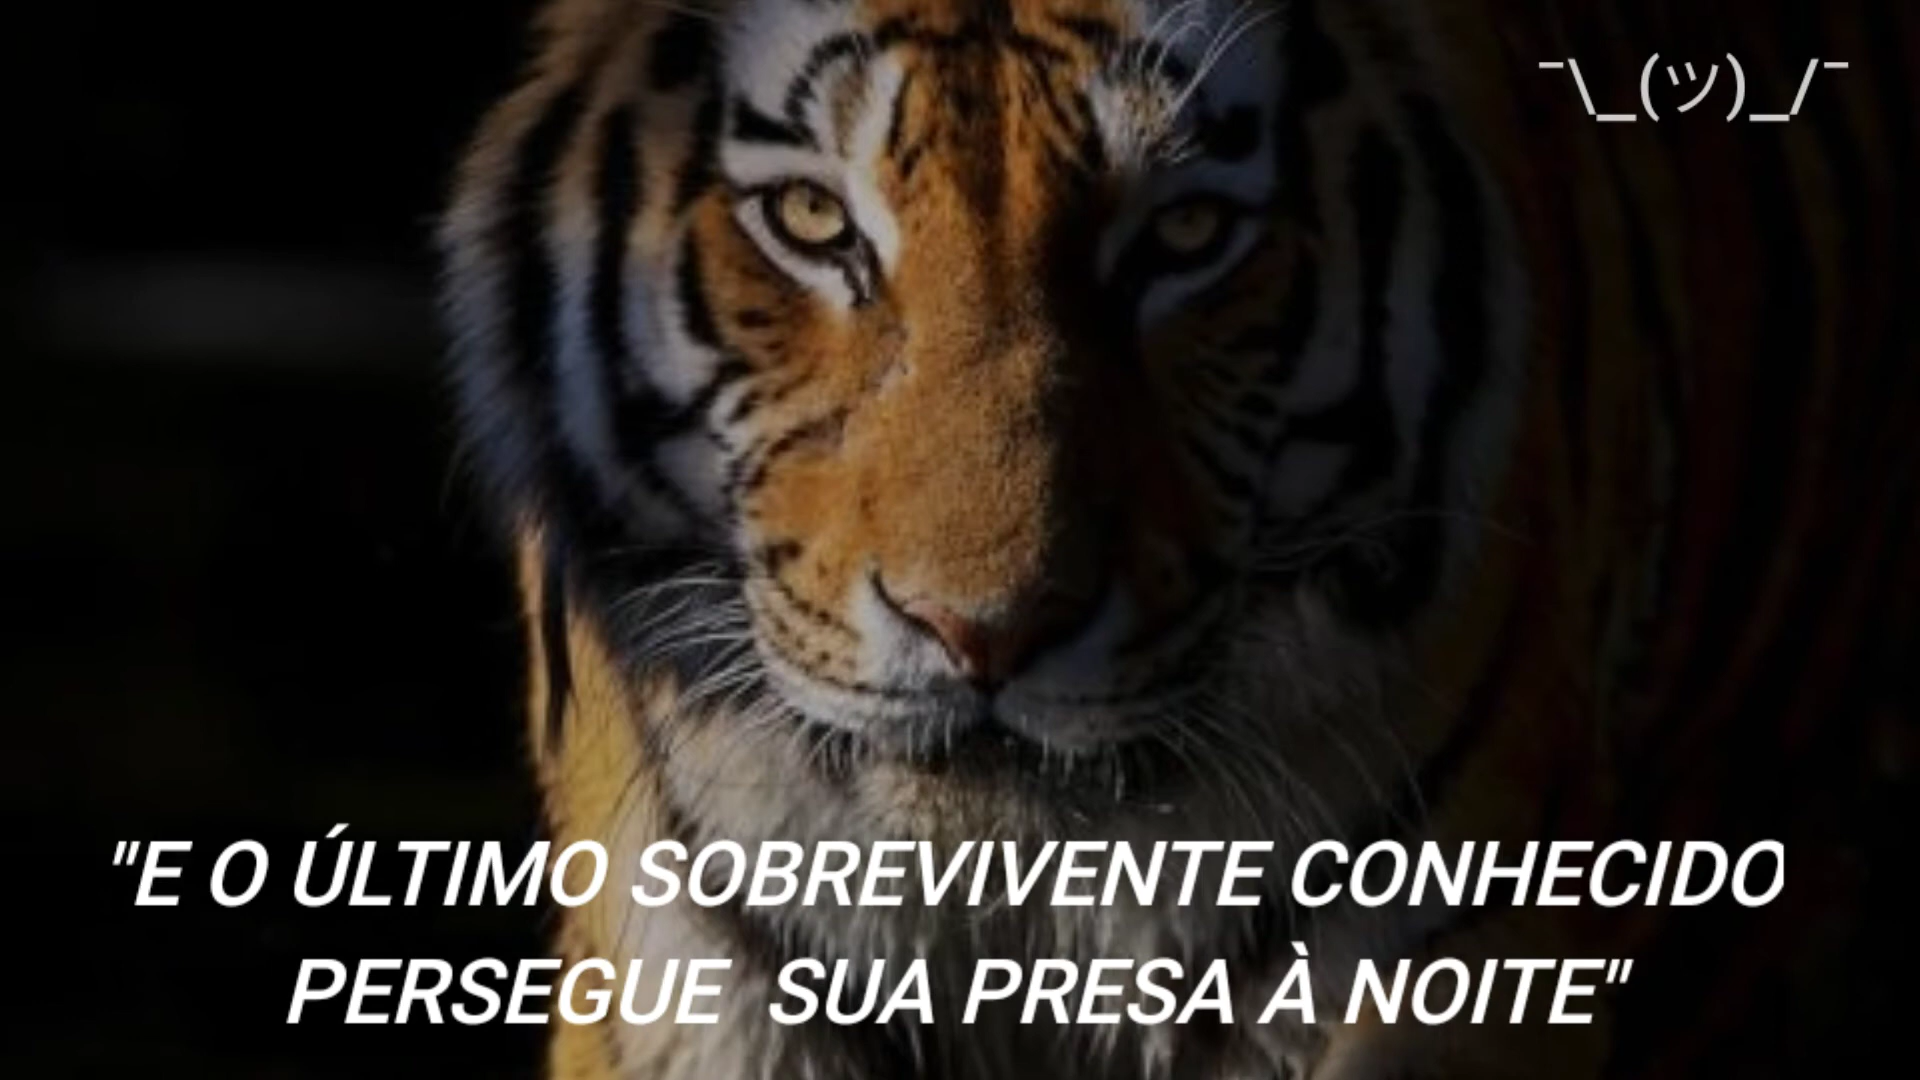 ¯\_(ツ)_/¯
"E O ÚLTIMO SOBREVIVENTE CONHECIDO
PERSEGUE  SUA PRESA À NOITE"